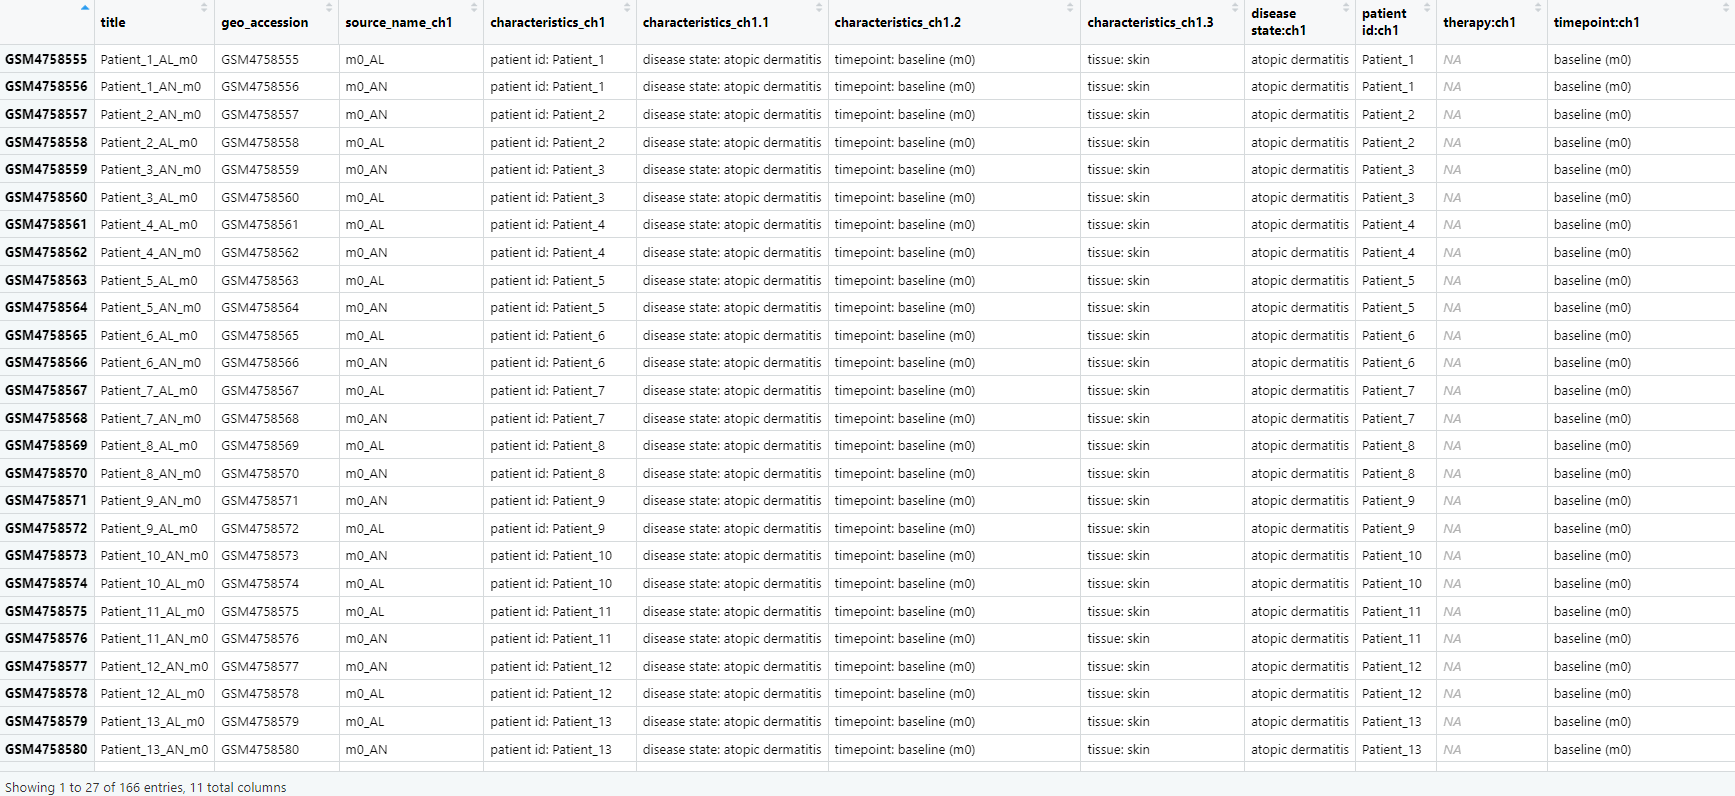 title geo_accession source_name_ch1 characteristics_ch1 characteristics_ch1.1 characteristics_ch1.2 characteristics_ch1.3 disease state:ch1 patient id:ch1 therapy:ch1 timepoint:ch1
GSM4758555 Patient_1_AL_m0 GSM4758555 m0_AL patient id: Patient_1 disease state: atopic dermatitis timepoint: baseline (m0) tissue: skin atopic dermatitis Patient_1 NA baseline (m0)
GSM4758556 Patient_1_AN_m0 GSM4758556 m0_AN patient id: Patient_1 disease state: atopic dermatitis timepoint: baseline (m0) tissue: skin atopic dermatitis Patient_1 NA baseline (m0)
GSM4758557 Patient_2_AN_m0 GSM4758557 m0_AN patient id: Patient_2 disease state: atopic dermatitis timepoint: baseline (m0) tissue: skin atopic dermatitis Patient_2 NA baseline (m0)
GSM4758558 Patient_2_AL_m0 GSM4758558 m0_AL patient id: Patient_2 disease state: atopic dermatitis timepoint: baseline (m0) tissue: skin atopic dermatitis Patient_2 NA baseline (m0)
GSM4758559 Patient_3_AN_m0 GSM4758559 m0_AN patient id: Patient_3 disease state: atopic dermatitis timepoint: baseline (m0) tissue: skin atopic dermatitis Patient_3 NA baseline (m0)
GSM4758560 Patient_3_AL_m0 GSM4758560 m0_AL patient id: Patient_3 disease state: atopic dermatitis timepoint: baseline (m0) tissue: skin atopic dermatitis Patient_3 NA baseline (m0)
GSM4758561 Patient_4_AL_m0 GSM4758561 m0_AL patient id: Patient_4 disease state: atopic dermatitis timepoint: baseline (m0) tissue: skin atopic dermatitis Patient_4 NA baseline (m0)
GSM4758562 Patient_4_AN_m0 GSM4758562 m0_AN patient id: Patient_4 disease state: atopic dermatitis timepoint: baseline (m0) tissue: skin atopic dermatitis Patient_4 NA baseline (m0)
GSM4758563 Patient_5_AL_m0 GSM4758563 m0_AL patient id: Patient_5 disease state: atopic dermatitis timepoint: baseline (m0) tissue: skin atopic dermatitis Patient_5 NA baseline (m0)
GSM4758564 Patient_5_AN_m0 GSM4758564 m0_AN patient id: Patient_5 disease state: atopic dermatitis timepoint: baseline (m0) tissue: skin atopic dermatitis Patient_5 NA baseline (m0)
GSM4758565 Patient_6_AL_m0 GSM4758565 m0_AL patient id: Patient_6 disease state: atopic dermatitis timepoint: baseline (m0) tissue: skin atopic dermatitis Patient_6 NA baseline (m0)
GSM4758566 Patient_6_AN_m0 GSM4758566 m0_AN patient id: Patient_6 disease state: atopic dermatitis timepoint: baseline (m0) tissue: skin atopic dermatitis Patient_6 NA baseline (m0)
GSM4758567 Patient_7_AL_m0 GSM4758567 m0_AL patient id: Patient_7 disease state: atopic dermatitis timepoint: baseline (m0) tissue: skin atopic dermatitis Patient_7 NA baseline (m0)
GSM4758568 Patient_7_AN_m0 GSM4758568 m0_AN patient id: Patient_7 disease state: atopic dermatitis timepoint: baseline (m0) tissue: skin atopic dermatitis Patient_7 NA baseline (m0)
GSM4758569 Patient_8_AL_m0 GSM4758569 m0_AL patient id: Patient_8 disease state: atopic dermatitis timepoint: baseline (m0) tissue: skin atopic dermatitis Patient_8 NA baseline (m0)
GSM4758570 Patient_8_AN_m0 GSM4758570 m0_AN patient id: Patient_8 disease state: atopic dermatitis timepoint: baseline (m0) tissue: skin atopic dermatitis Patient_8 NA baseline (m0)
GSM4758571 Patient_9_AN_m0 GSM4758571 m0_AN patient id: Patient_9 disease state: atopic dermatitis timepoint: baseline (m0) tissue: skin atopic dermatitis Patient_9 NA baseline (m0)
GSM4758572 Patient_9_AL_m0 GSM4758572 m0_AL patient id: Patient_9 disease state: atopic dermatitis timepoint: baseline (m0) tissue: skin atopic dermatitis Patient_9 NA baseline (m0)
GSM4758573 Patient_10_AN_m0 GSM4758573 m0_AN patient id: Patient_10 disease state: atopic dermatitis timepoint: baseline (m0) tissue: skin atopic dermatitis Patient_10 NA baseline (m0)
GSM4758574 Patient_10_AL_m0 GSM4758574 m0_AL patient id: Patient_10 disease state: atopic dermatitis timepoint: baseline (m0) tissue: skin atopic dermatitis Patient_10 NA baseline (m0)
GSM4758575 Patient_11_AL_m0 GSM4758575 m0_AL patient id: Patient_11 disease state: atopic dermatitis timepoint: baseline (m0) tissue: skin atopic dermatitis Patient_11 NA baseline (m0)
GSM4758576 Patient_11_AN_m0 GSM4758576 m0_AN patient id: Patient_11 disease state: atopic dermatitis timepoint: baseline (m0) tissue: skin atopic dermatitis Patient_11 NA baseline (m0)
GSM4758577 Patient_12_AN_m0 GSM4758577 m0_AN patient id: Patient_12 disease state: atopic dermatitis timepoint: baseline (m0) tissue: skin atopic dermatitis Patient_12 NA baseline (m0)
GSM4758578 Patient_12_AL_m0 GSM4758578 m0_AL patient id: Patient_12 disease state: atopic dermatitis timepoint: baseline (m0) tissue: skin atopic dermatitis Patient_12 NA baseline (m0)
GSM4758579 Patient_13_AL_m0 GSM4758579 m0_AL patient id: Patient_13 disease state: atopic dermatitis timepoint: baseline (m0) tissue: skin atopic dermatitis Patient_13 NA baseline (m0)
GSM4758580 Patient_13_AN_m0 GSM4758580 m0_AN patient id: Patient_13 disease state: atopic dermatitis timepoint: baseline (m0) tissue: skin atopic dermatitis Patient_13 NA baseline (m0)
Showing 1 to 27 of 166 entries, 11 total columns